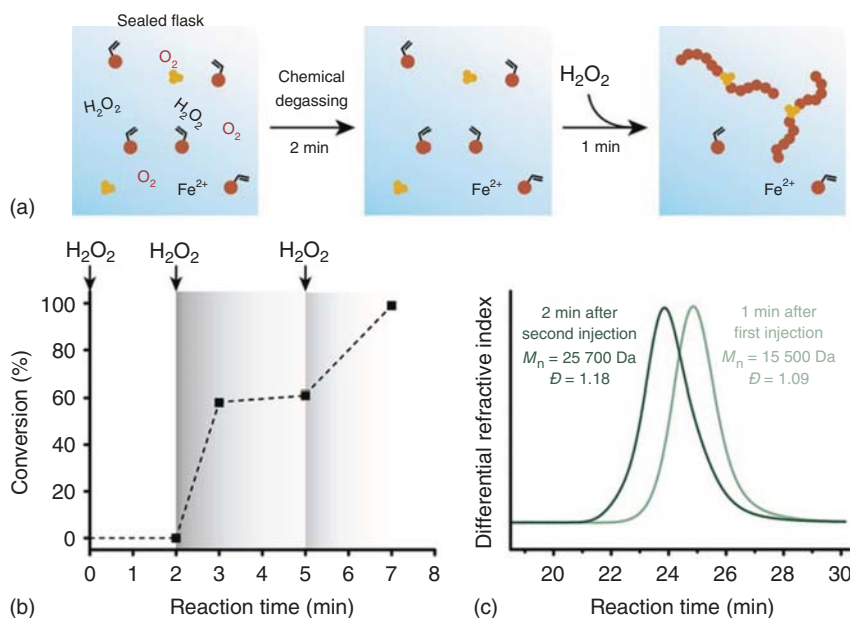 Sealed flask
O2
H2O2
H2O2
O2
O2
Fe2+
Chemical
degassing
2 min
Fe2+
H2O2
1 min
Fe2+
(a)
H2O2
H2O2
H2O2
Conversion (%)
100
80
60
40
20
0
0 1 2 3 4 5 6 7 8
Reaction time (min)
(b)
Differential refractive index
2 min after
second injection
Mn = 25 700 Da
Đ = 1.18
1 min after
first injection
Mn = 15 500 Da
Đ = 1.09
20 22 24 26 28 30
Reaction time (min)
(c)